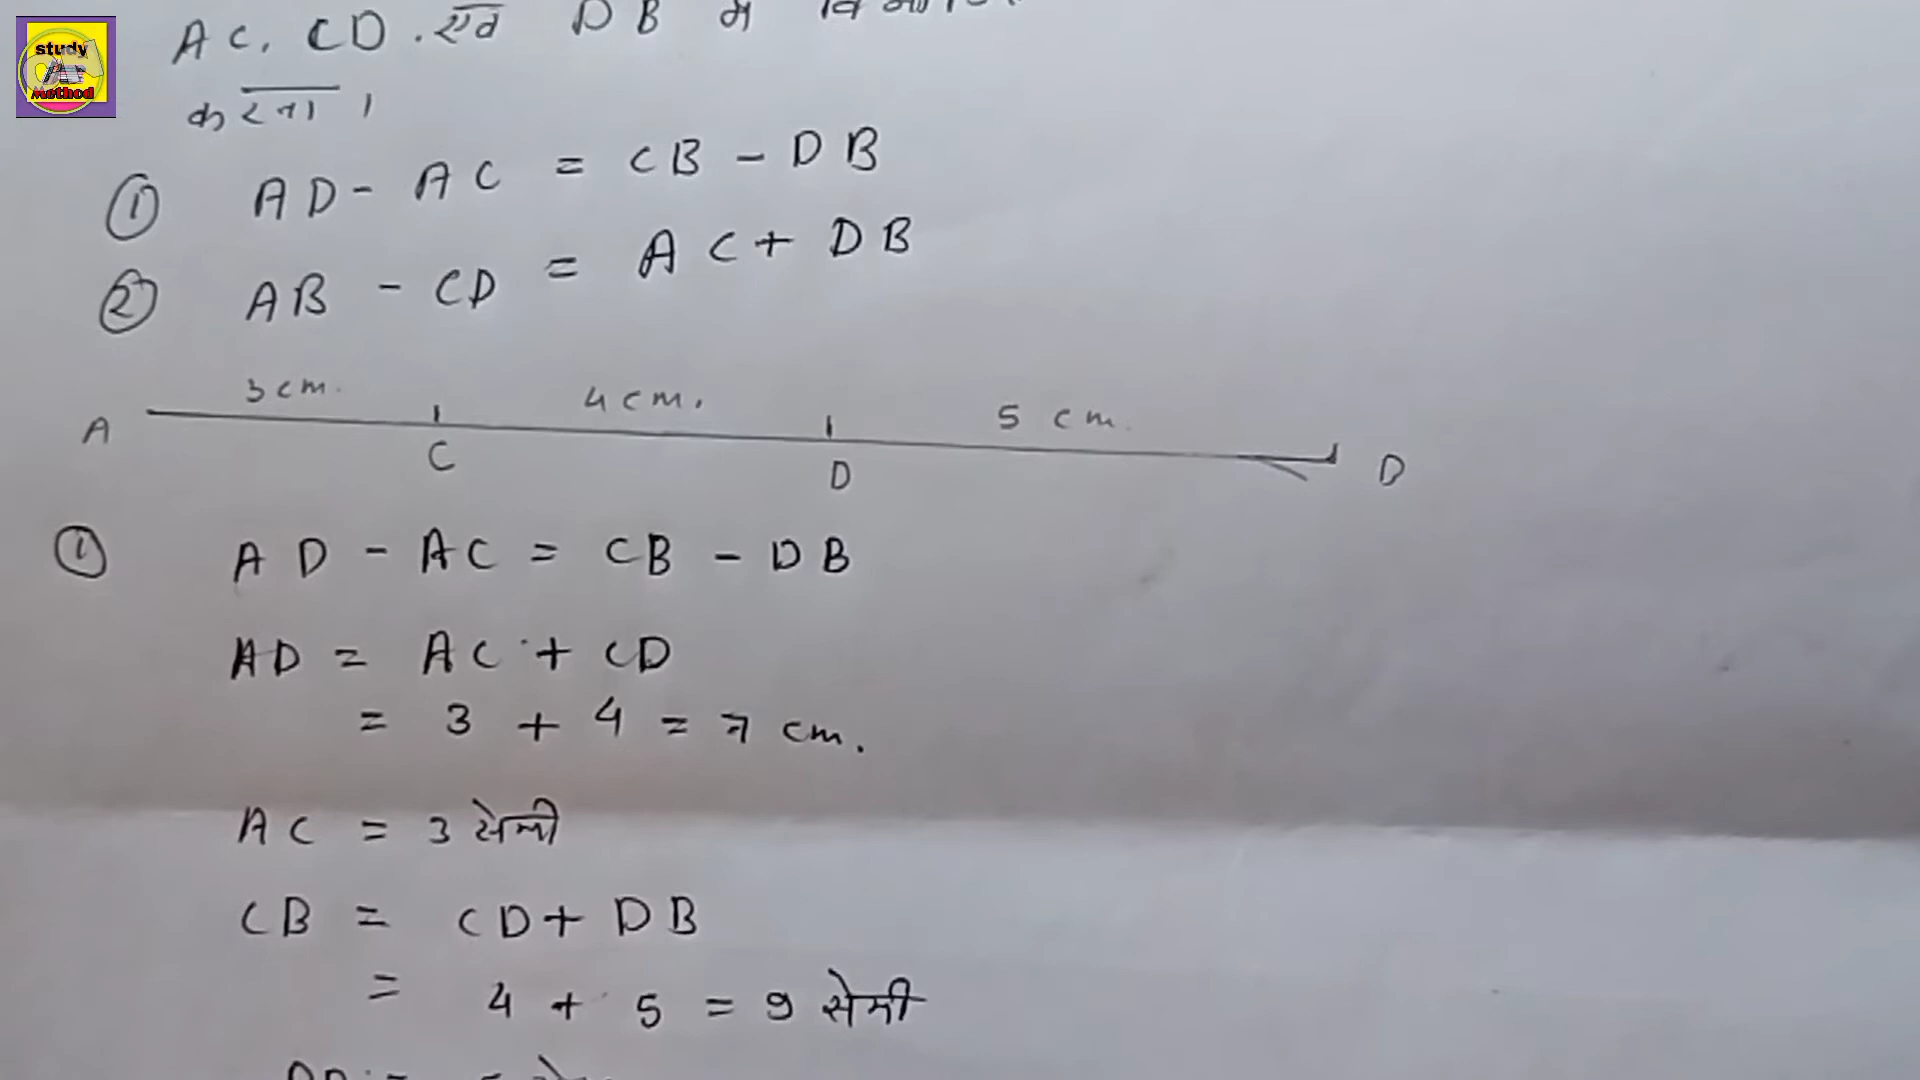 study
Par
Method
AC, CD. एवं DB में
करना ।
① AD - AC = CB - DB
② AB - CD = AC + DB
3 cm. 4 cm. 5 cm.
A C D D
① AD - AC = CB - DB
AD = AC + CD
= 3 + 4 = 7 cm.
AC = 3 सेमी
CB = CD + DB
= 4 + 5 = 9 सेमी